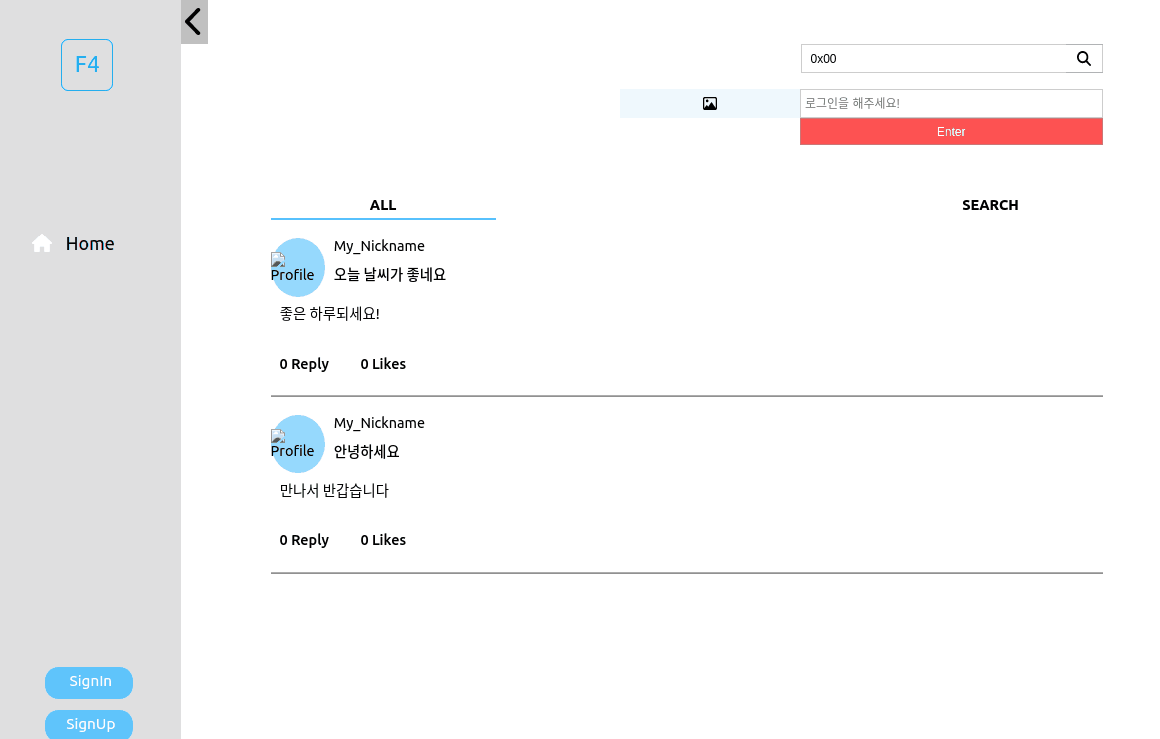 F4
0x00
로그인을 해주세요!
Enter
ALL
SEARCH
Home
My_Nickname
Profile
오늘 날씨가 좋네요
좋은 하루되세요!
0 Reply 0 Likes
My_Nickname
Profile
안녕하세요
만나서 반갑습니다
0 Reply 0 Likes
SignIn
SignUp